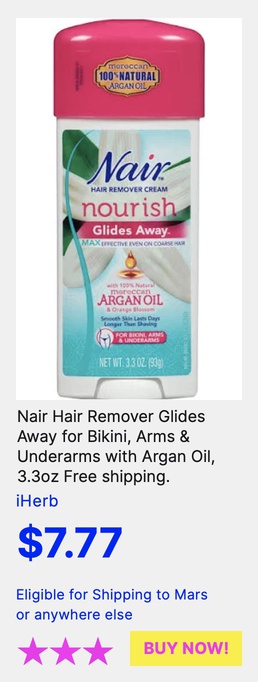 moroccan
100% NATURAL
ARGAN OIL
Nair™
HAIR REMOVER CREAM
nourish
Glides Away™
MAX EFFECTIVE EVEN ON COARSE HAIR
with 100% Natural
moroccan
ARGAN OIL
& Orange Blossom
Smooth Skin Lasts Days
Longer Than Shaving
FOR BIKINI, ARMS
& UNDERARMS
NET WT. 3.3 OZ. (93g)
Nair Hair Remover Glides
Away for Bikini, Arms &
Underarms with Argan Oil,
3.3oz Free shipping.
iHerb
$7.77
Eligible for Shipping to Mars
or anywhere else
BUY NOW!